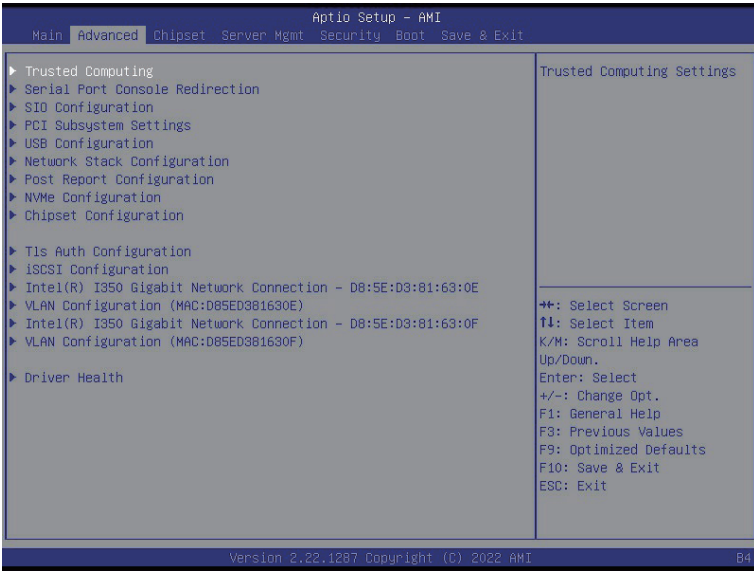 Aptio Setup – AMI
Main Advanced Chipset Server Mgmt Security Boot Save & Exit
▶ Trusted Computing
▶ Serial Port Console Redirection
▶ SIO Configuration
▶ PCI Subsystem Settings
▶ USB Configuration
▶ Network Stack Configuration
▶ Post Report Configuration
▶ NVMe Configuration
▶ Chipset Configuration
▶ Tls Auth Configuration
▶ iSCSI Configuration
▶ Intel(R) I350 Gigabit Network Connection – D8:5E:D3:81:63:0E
▶ VLAN Configuration (MAC:D85ED381630E)
▶ Intel(R) I350 Gigabit Network Connection – D8:5E:D3:81:63:0F
▶ VLAN Configuration (MAC:D85ED381630F)
▶ Driver Health
Trusted Computing Settings
→←: Select Screen
↑↓: Select Item
K/M: Scroll Help Area
Up/Down.
Enter: Select
+/-: Change Opt.
F1: General Help
F3: Previous Values
F9: Optimized Defaults
F10: Save & Exit
ESC: Exit
Version 2.22.1287 Copyright (C) 2022 AMI
B4